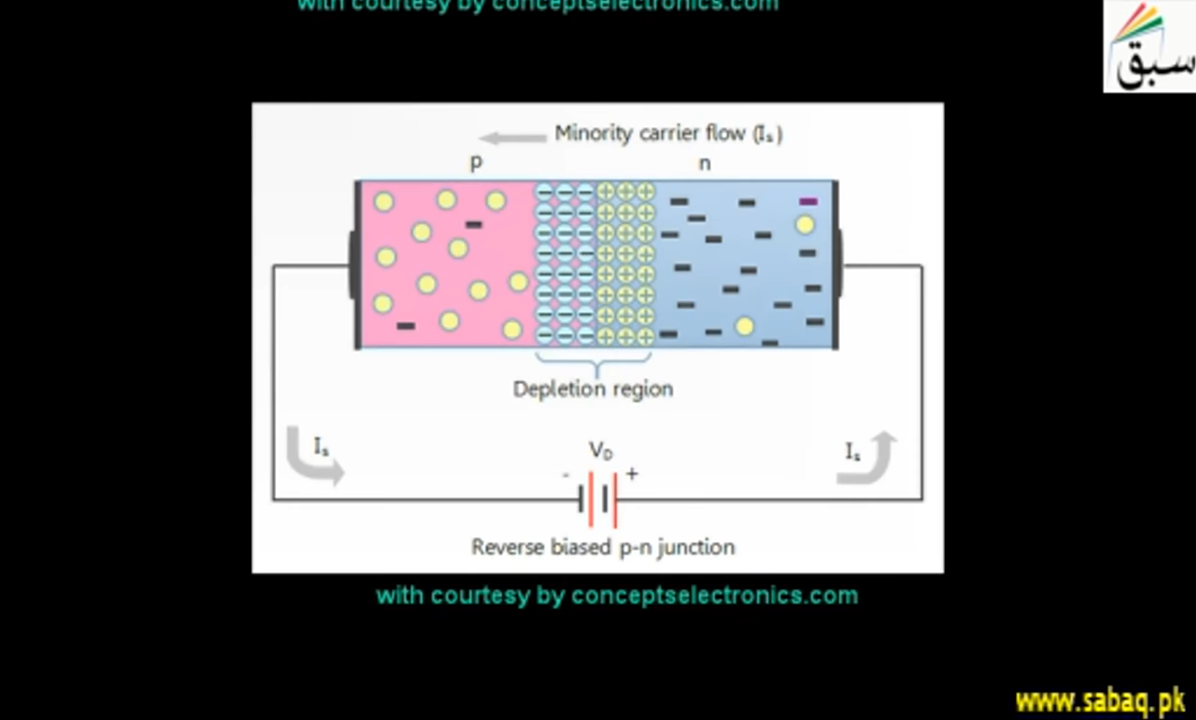 with courtesy by conceptselectronics.com
سبق
Minority carrier flow (Iₛ)
p n
Depletion region
Iₛ
V_D
Iₛ
- +
Reverse biased p-n junction
with courtesy by conceptselectronics.com
www.sabaq.pk